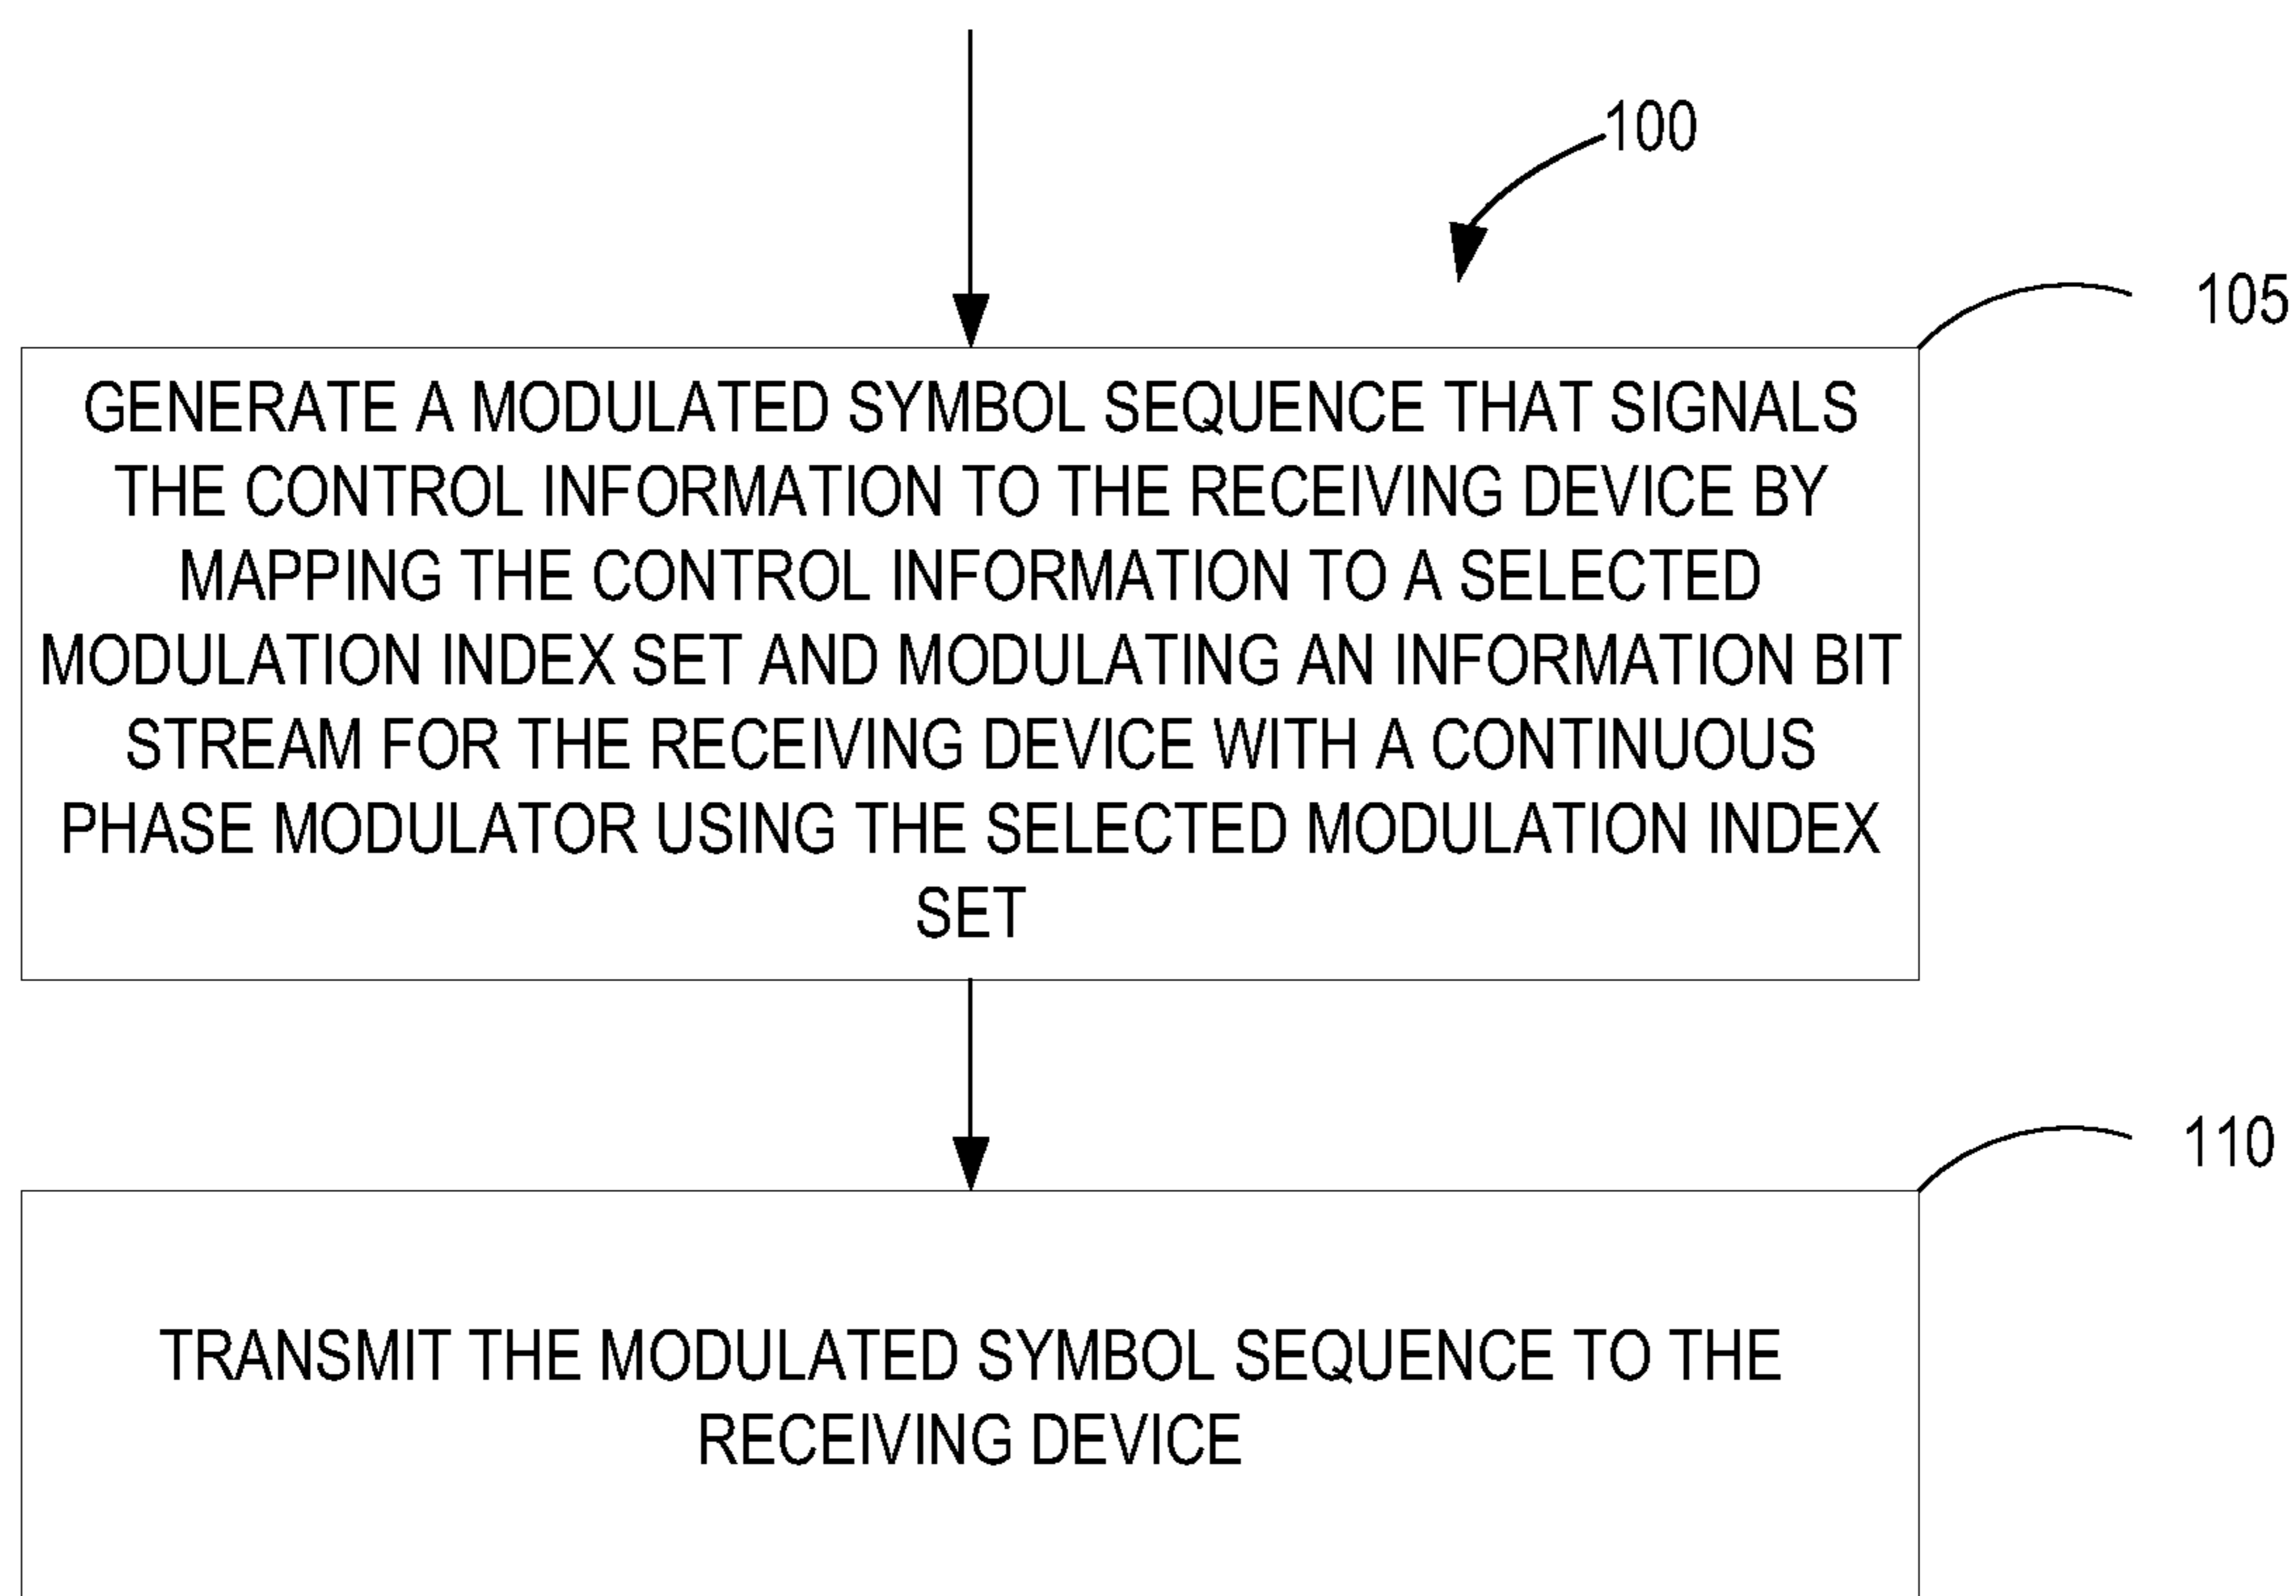 100
105
GENERATE A MODULATED SYMBOL SEQUENCE THAT SIGNALS
THE CONTROL INFORMATION TO THE RECEIVING DEVICE BY
MAPPING THE CONTROL INFORMATION TO A SELECTED
MODULATION INDEX SET AND MODULATING AN INFORMATION BIT
STREAM FOR THE RECEIVING DEVICE WITH A CONTINUOUS
PHASE MODULATOR USING THE SELECTED MODULATION INDEX
SET
110
TRANSMIT THE MODULATED SYMBOL SEQUENCE TO THE
RECEIVING DEVICE